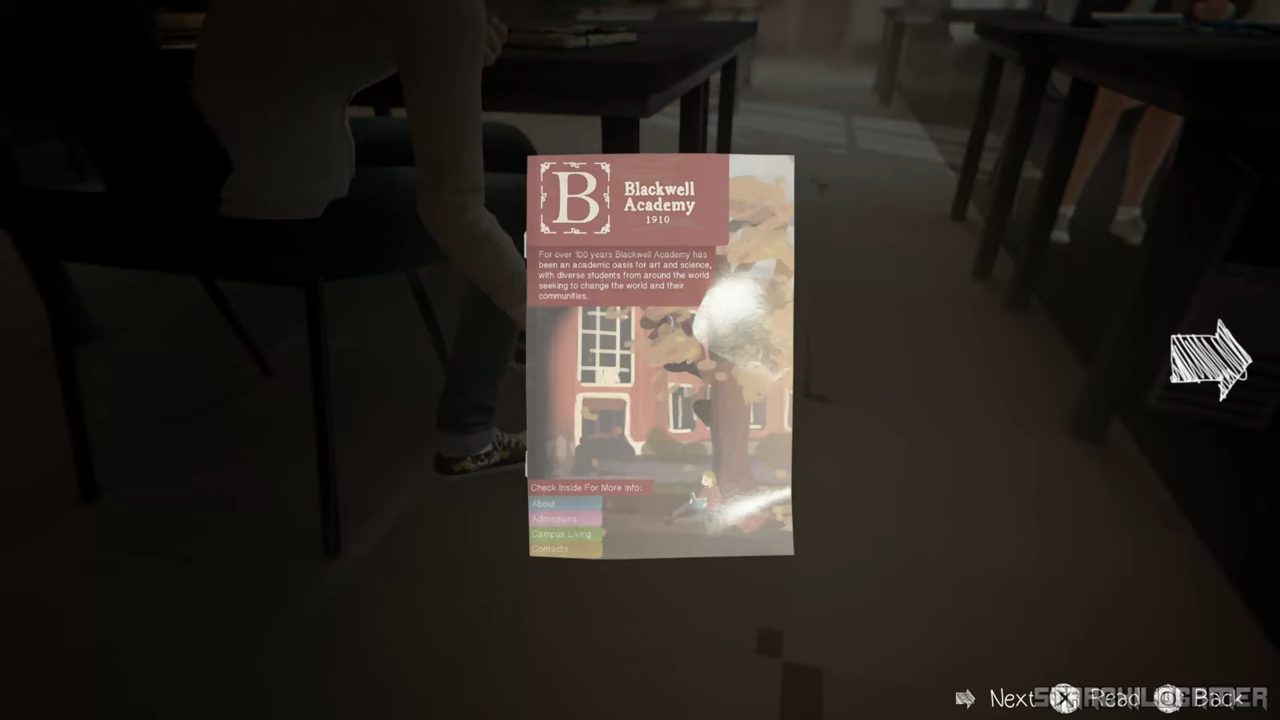 B
Blackwell
Academy
1910
For over 100 years Blackwell Academy has
been an academic oasis for art and science,
with diverse students from around the world
seeking to change the world and their
communities.
Check Inside For More Info:
About
Admissions
Campus Living
Contacts
Next Read Back